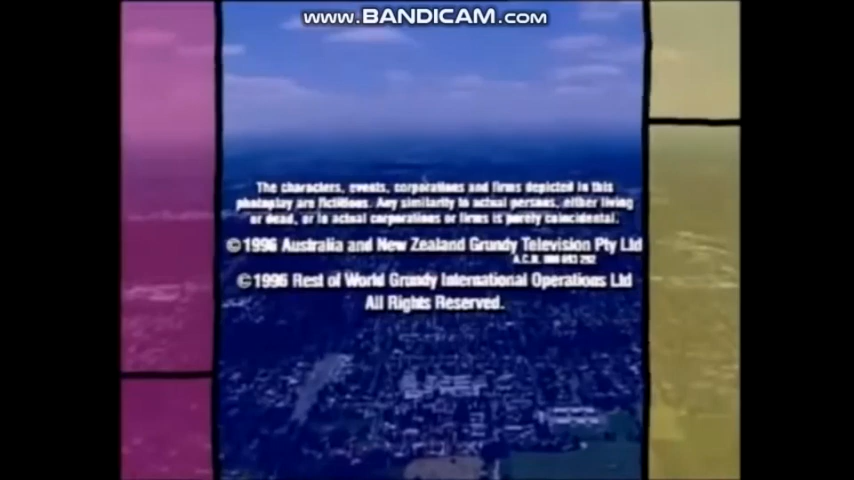 www.BANDICAM.com
The characters, events, corporations and firms depicted in this
photoplay are fictitious. Any similarity to actual persons, either living
or dead, or to actual corporations or firms is purely coincidental.
©1996 Australia and New Zealand Grundy Television Pty Ltd
A.C.N.
©1996 Rest of World Grundy International Operations Ltd
All Rights Reserved.